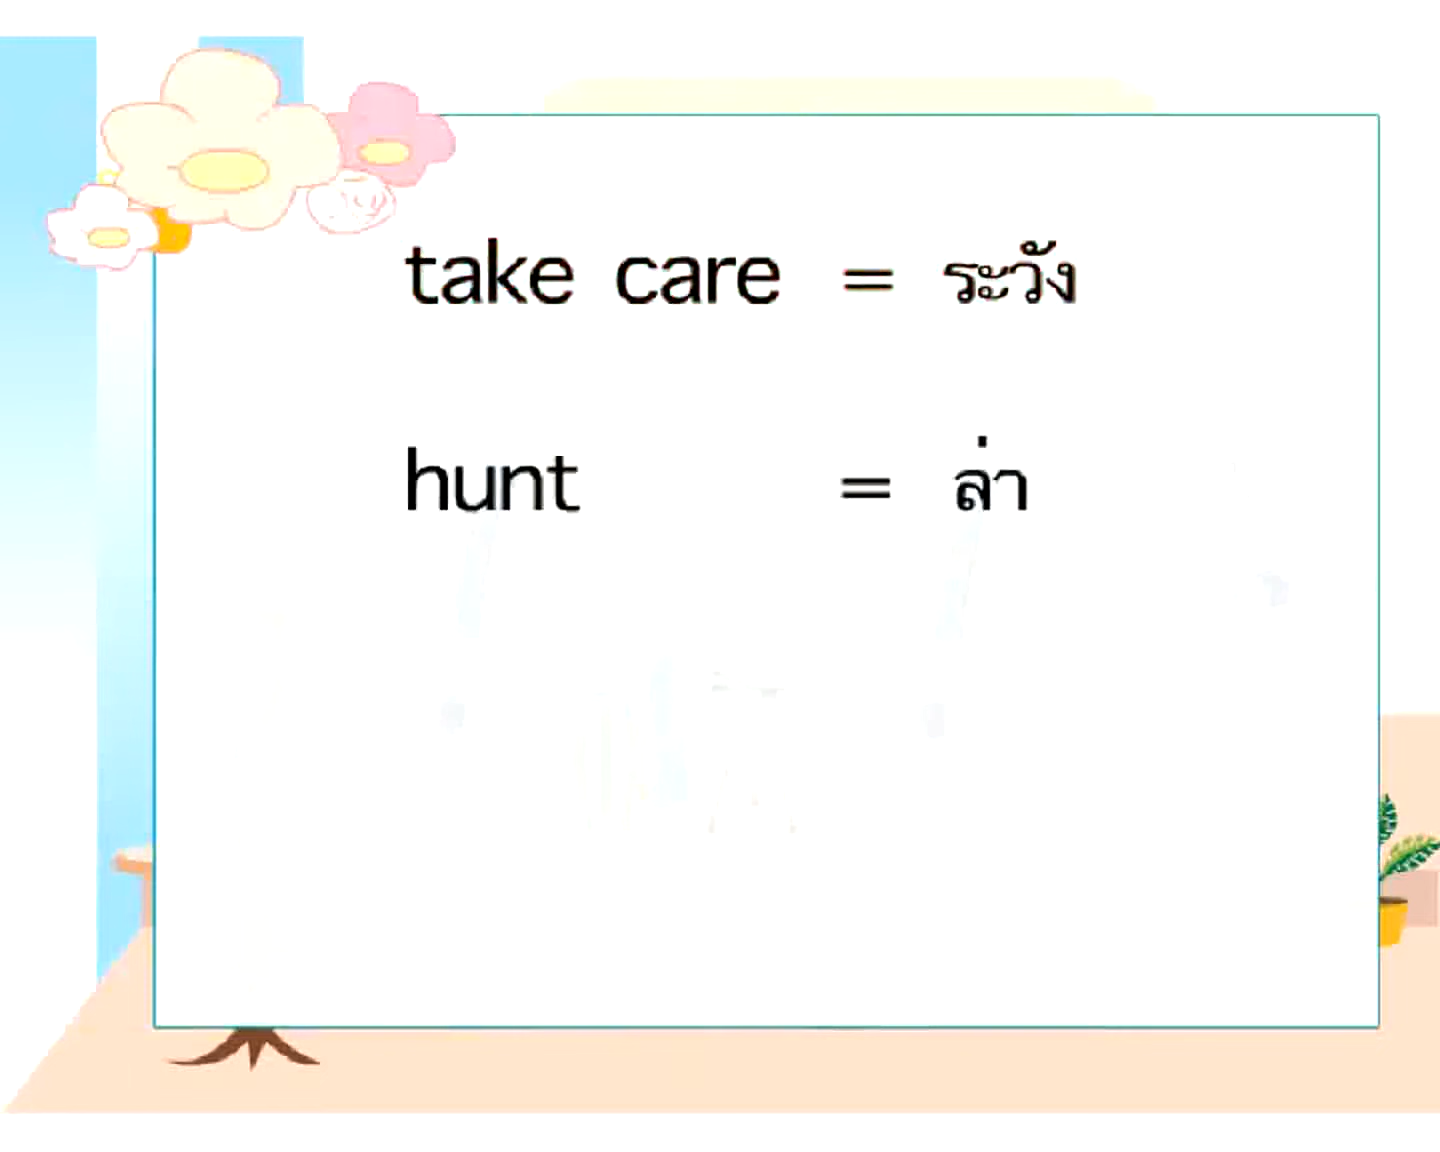 take care = ระวัง
hunt = ล่า